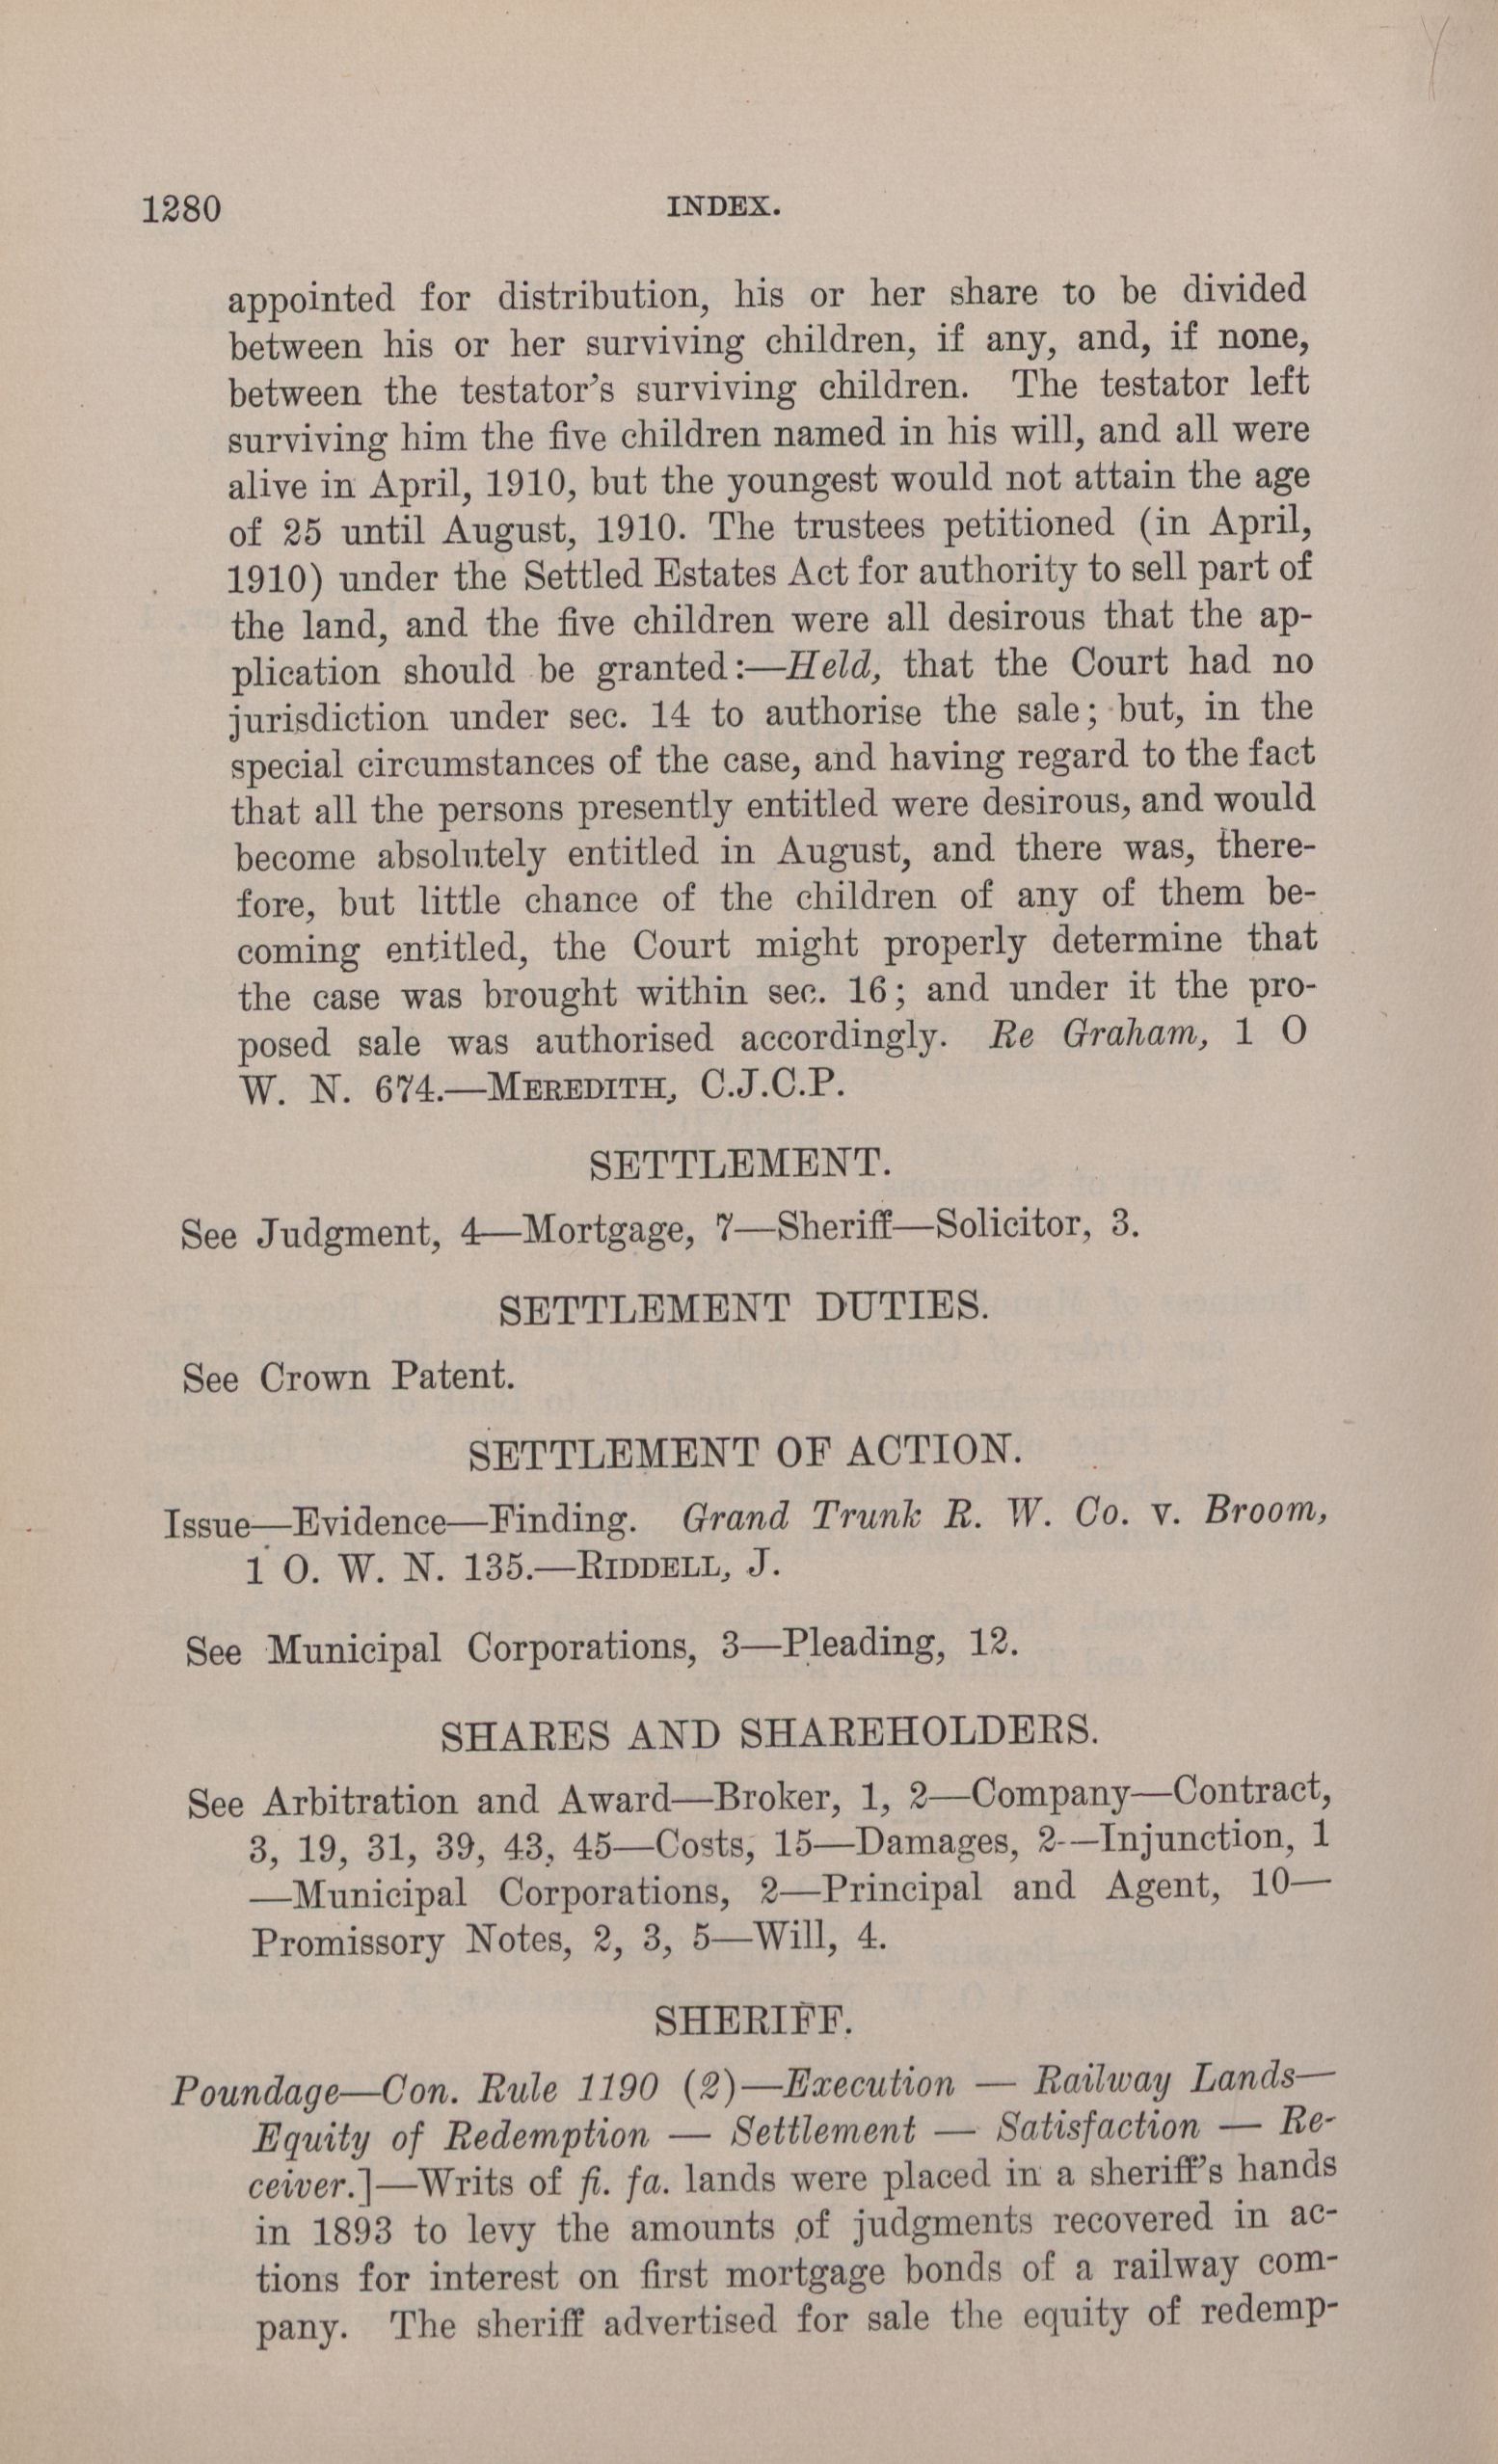 1280 INDEX.
appointed for distribution, his or her share to be divided
between his or her surviving children, if any, and, if none,
between the testator's surviving children. The testator left
surviving him the five children named in his will, and all were
alive in April, 1910, but the youngest would not attain the age
of 25 until August, 1910. The trustees petitioned (in April,
1910) under the Settled Estates Act for authority to sell part of
the land, and the five children were all desirous that the ap-
plication should be granted:—Held, that the Court had no
jurisdiction under sec. 14 to authorise the sale; but, in the
special circumstances of the case, and having regard to the fact
that all the persons presently entitled were desirous, and would
become absolutely entitled in August, and there was, there-
fore, but little chance of the children of any of them be-
coming entitled, the Court might properly determine that
the case was brought within sec. 16; and under it the pro-
posed sale was authorised accordingly. Re Graham, 1 O
W. N. 674.—MEREDITH, C.J.C.P.
SETTLEMENT.
See Judgment, 4—Mortgage, 7—Sheriff—Solicitor, 3.
SETTLEMENT DUTIES.
See Crown Patent.
SETTLEMENT OF ACTION.
Issue—Evidence—Finding. Grand Trunk R. W. Co. v. Broom,
1 O. W. N. 135.—RIDDELL, J.
See Municipal Corporations, 3—Pleading, 12.
SHARES AND SHAREHOLDERS.
See Arbitration and Award—Broker, 1, 2—Company—Contract,
3, 19, 31, 39, 43, 45—Costs, 15—Damages, 2—Injunction, 1
—Municipal Corporations, 2—Principal and Agent, 10—
Promissory Notes, 2, 3, 5—Will, 4.
SHERIFF.
Poundage—Con. Rule 1190 (2)—Execution — Railway Lands—
Equity of Redemption — Settlement — Satisfaction — Re-
ceiver.]—Writs of fi. fa. lands were placed in a sheriff's hands
in 1893 to levy the amounts of judgments recovered in ac-
tions for interest on first mortgage bonds of a railway com-
pany. The sheriff advertised for sale the equity of redemp-